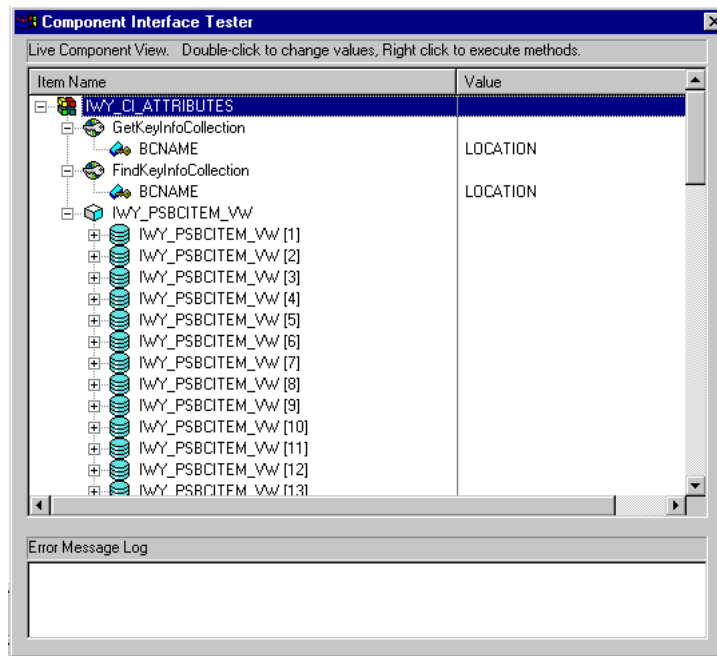 Component Interface Tester
Live Component View. Double-click to change values, Right click to execute methods.
Item Name Value
IWY_CI_ATTRIBUTES
GetKeyInfoCollection
BCNAME LOCATION
FindKeyInfoCollection
BCNAME LOCATION
IWY_PSBCITEM_VW
IWY_PSBCITEM_VW [1]
IWY_PSBCITEM_VW [2]
IWY_PSBCITEM_VW [3]
IWY_PSBCITEM_VW [4]
IWY_PSBCITEM_VW [5]
IWY_PSBCITEM_VW [6]
IWY_PSBCITEM_VW [7]
IWY_PSBCITEM_VW [8]
IWY_PSBCITEM_VW [9]
IWY_PSBCITEM_VW [10]
IWY_PSBCITEM_VW [11]
IWY_PSBCITEM_VW [12]
IWY_PSBCITEM_VW [13]
Error Message Log